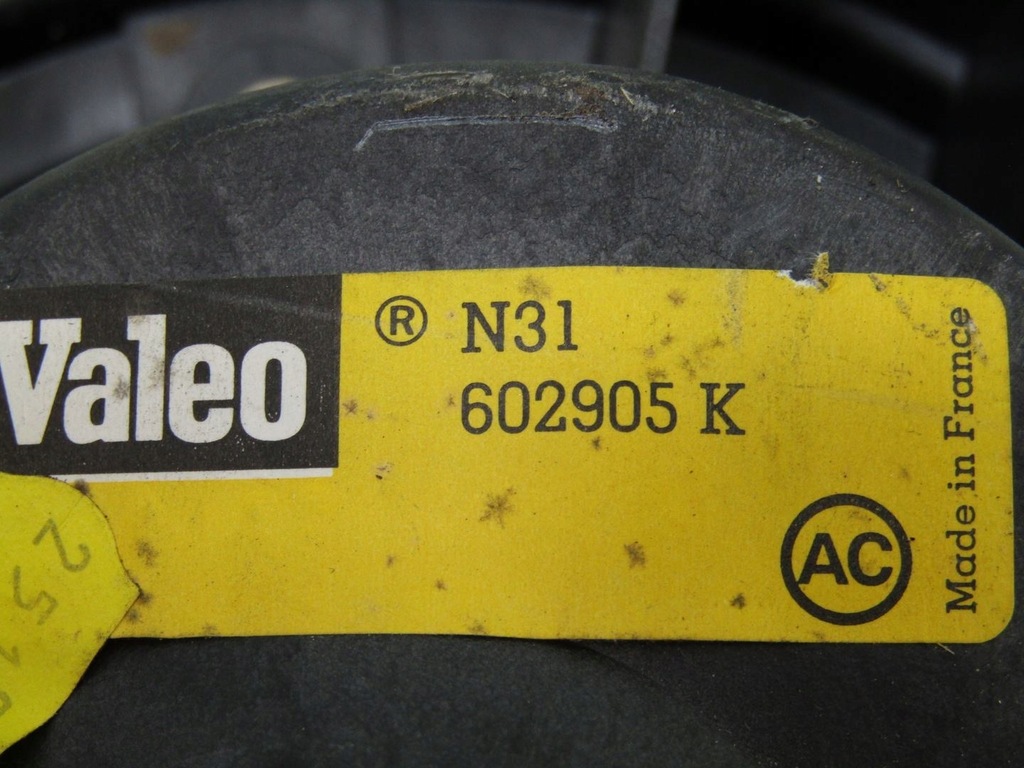 Valeo
® N31
602905 K
AC
Made in France